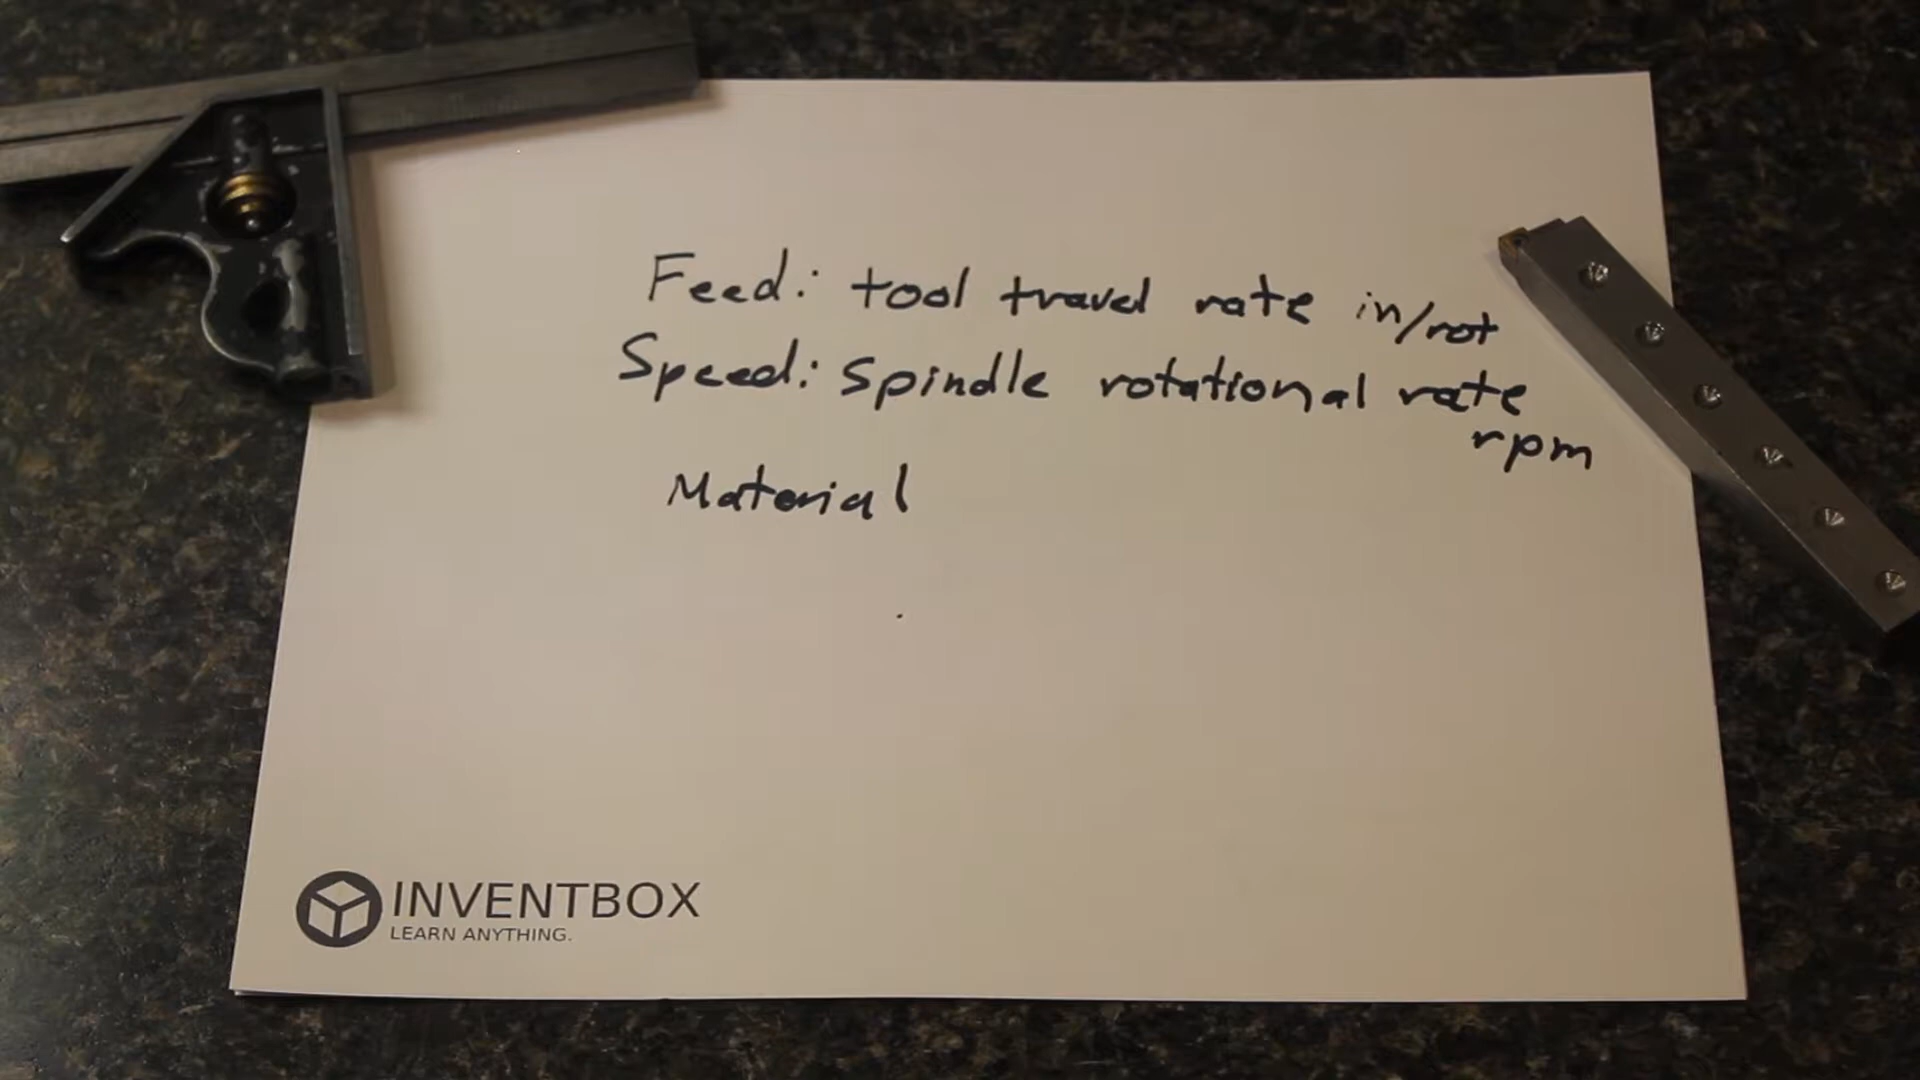 Feed: tool travel rate in/rot
Speed: Spindle rotational rate
rpm
Material
INVENTBOX
LEARN ANYTHING.